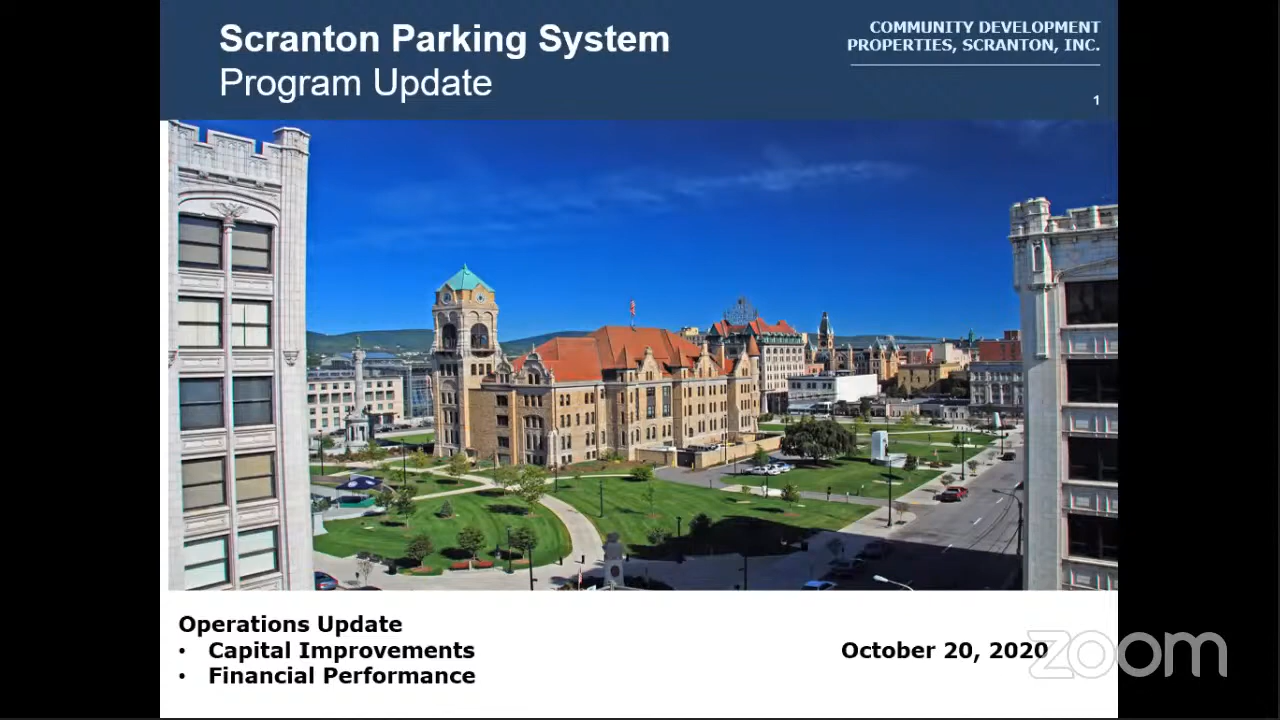 Scranton Parking System
Program Update
COMMUNITY DEVELOPMENT
PROPERTIES, SCRANTON, INC.
1
Operations Update
• Capital Improvements
• Financial Performance
October 20, 2020
zoom